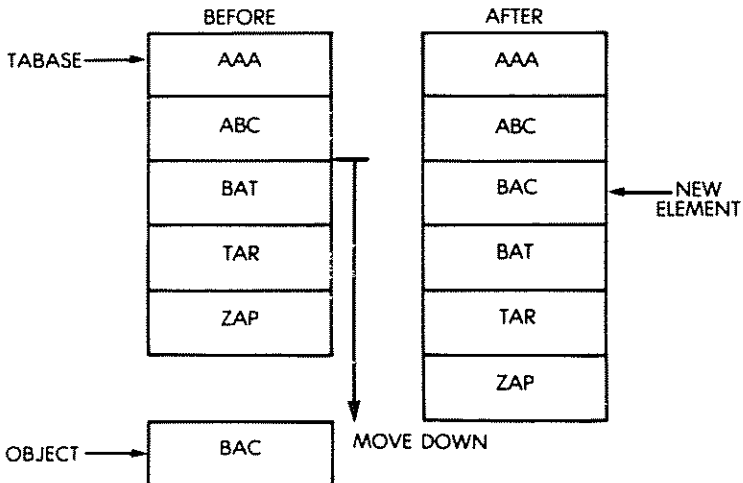 BEFORE
TABASE
AAA
ABC
BAT
TAR
ZAP
MOVE DOWN
OBJECT
BAC
AFTER
AAA
ABC
BAC
NEW
ELEMENT
BAT
TAR
ZAP